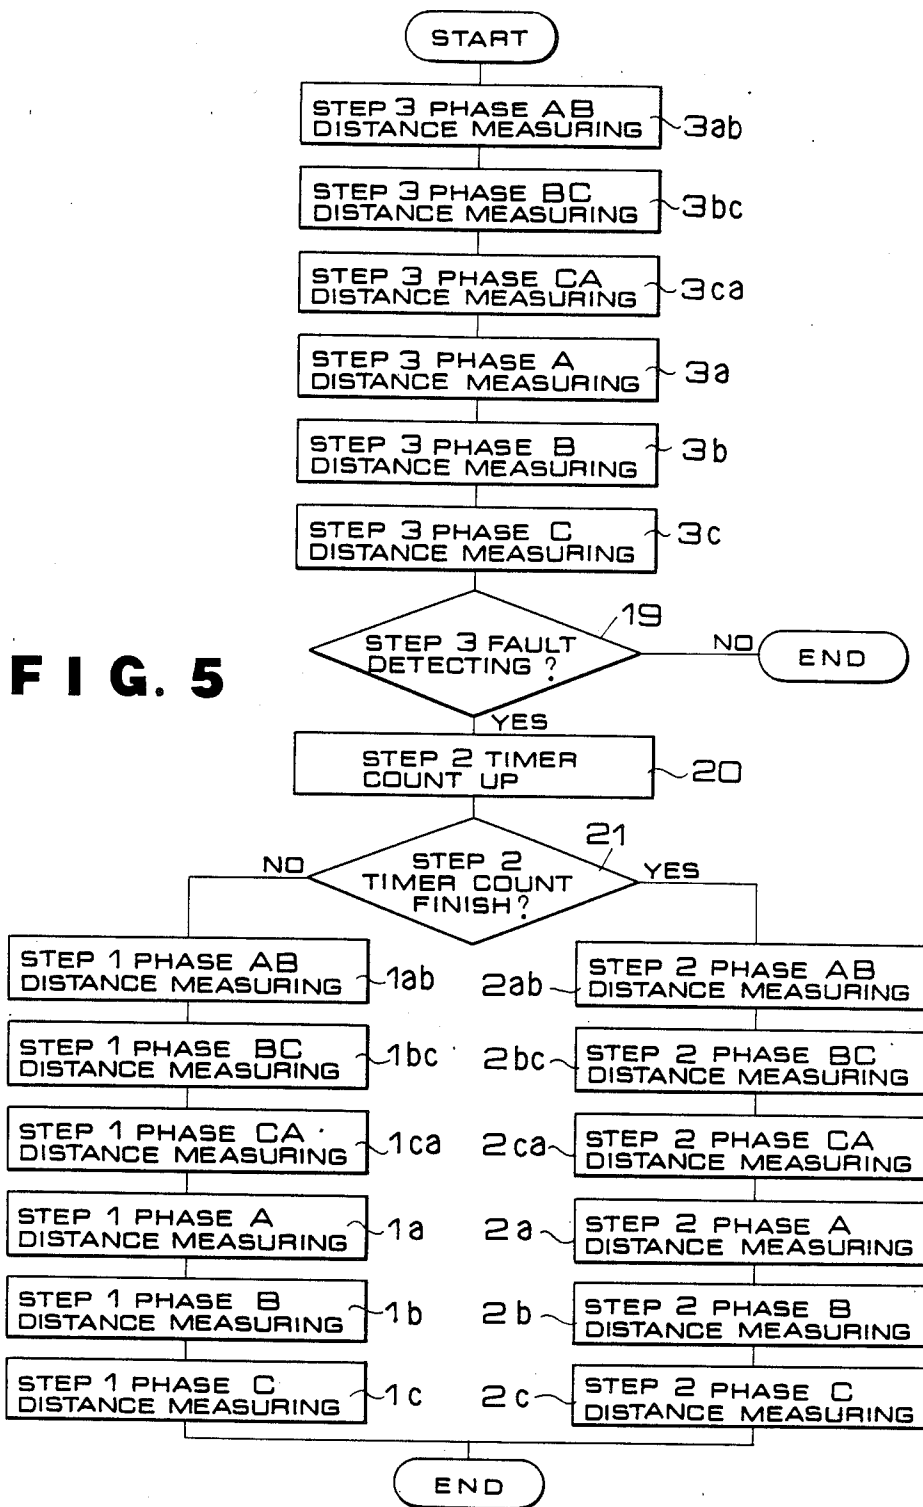 START
STEP 3 PHASE AB
DISTANCE MEASURING
3ab
STEP 3 PHASE BC
DISTANCE MEASURING
3bc
STEP 3 PHASE CA
DISTANCE MEASURING
3ca
STEP 3 PHASE A
DISTANCE MEASURING
3a
STEP 3 PHASE B
DISTANCE MEASURING
3b
STEP 3 PHASE C
DISTANCE MEASURING
3c
STEP 3 FAULT
DETECTING ?
19
NO
END
FIG. 5
YES
STEP 2 TIMER
COUNT UP
20
STEP 2
TIMER COUNT
FINISH ?
21
NO
YES
STEP 1 PHASE AB
DISTANCE MEASURING
1ab
STEP 1 PHASE BC
DISTANCE MEASURING
1bc
STEP 1 PHASE CA
DISTANCE MEASURING
1ca
STEP 1 PHASE A
DISTANCE MEASURING
1a
STEP 1 PHASE B
DISTANCE MEASURING
1b
STEP 1 PHASE C
DISTANCE MEASURING
1c
2ab
STEP 2 PHASE AB
DISTANCE MEASURING
2bc
STEP 2 PHASE BC
DISTANCE MEASURING
2ca
STEP 2 PHASE CA
DISTANCE MEASURING
2a
STEP 2 PHASE A
DISTANCE MEASURING
2b
STEP 2 PHASE B
DISTANCE MEASURING
2c
STEP 2 PHASE C
DISTANCE MEASURING
END